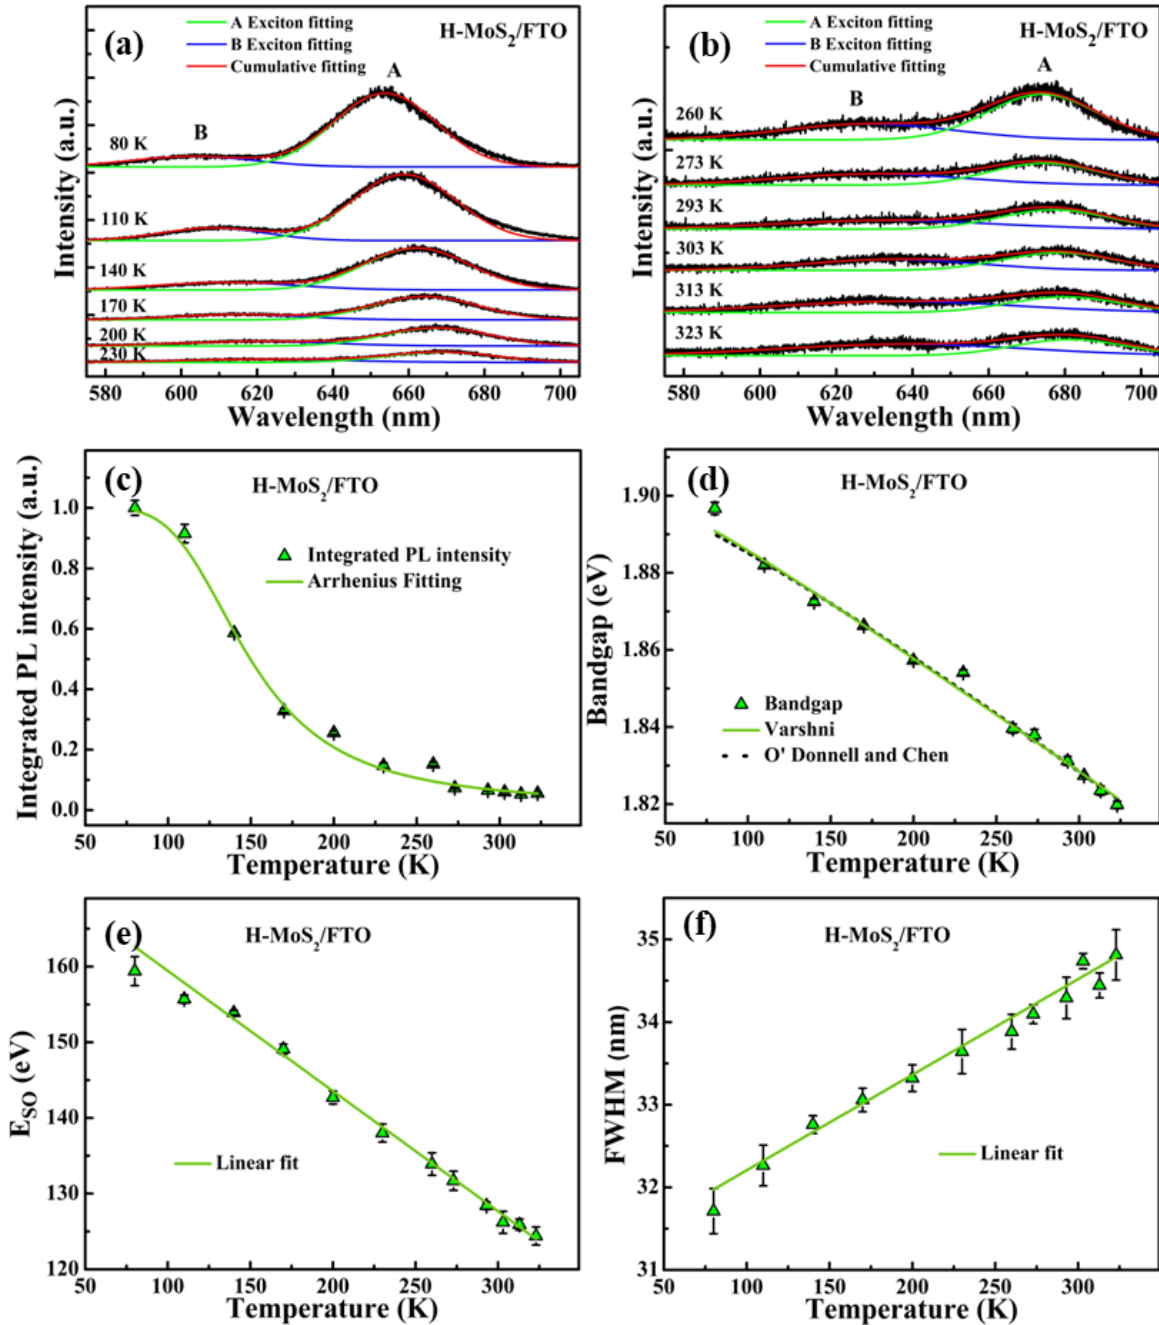 (a)
A Exciton fitting
B Exciton fitting
Cumulative fitting
H-MoS2/FTO
A
B
80 K
110 K
140 K
170 K
200 K
230 K
Intensity (a.u.)
580 600 620 640 660 680 700
Wavelength (nm)
(b)
A Exciton fitting
B Exciton fitting
Cumulative fitting
H-MoS2/FTO
A
B
260 K
273 K
293 K
303 K
313 K
323 K
Intensity (a.u.)
580 600 620 640 660 680 700
Wavelength (nm)
(c)
H-MoS2/FTO
Integrated PL intensity
Arrhenius Fitting
Integrated PL intensity (a.u.)
1.0
0.8
0.6
0.4
0.2
0.0
50 100 150 200 250 300
Temperature (K)
(d)
H-MoS2/FTO
Bandgap
Varshni
O' Donnell and Chen
Bandgap (eV)
1.90
1.88
1.86
1.84
1.82
50 100 150 200 250 300
Temperature (K)
(e)
H-MoS2/FTO
Linear fit
ESO (eV)
160
150
140
130
120
50 100 150 200 250 300
Temperature (K)
(f)
H-MoS2/FTO
Linear fit
FWHM (nm)
35
34
33
32
31
50 100 150 200 250 300
Temperature (K)